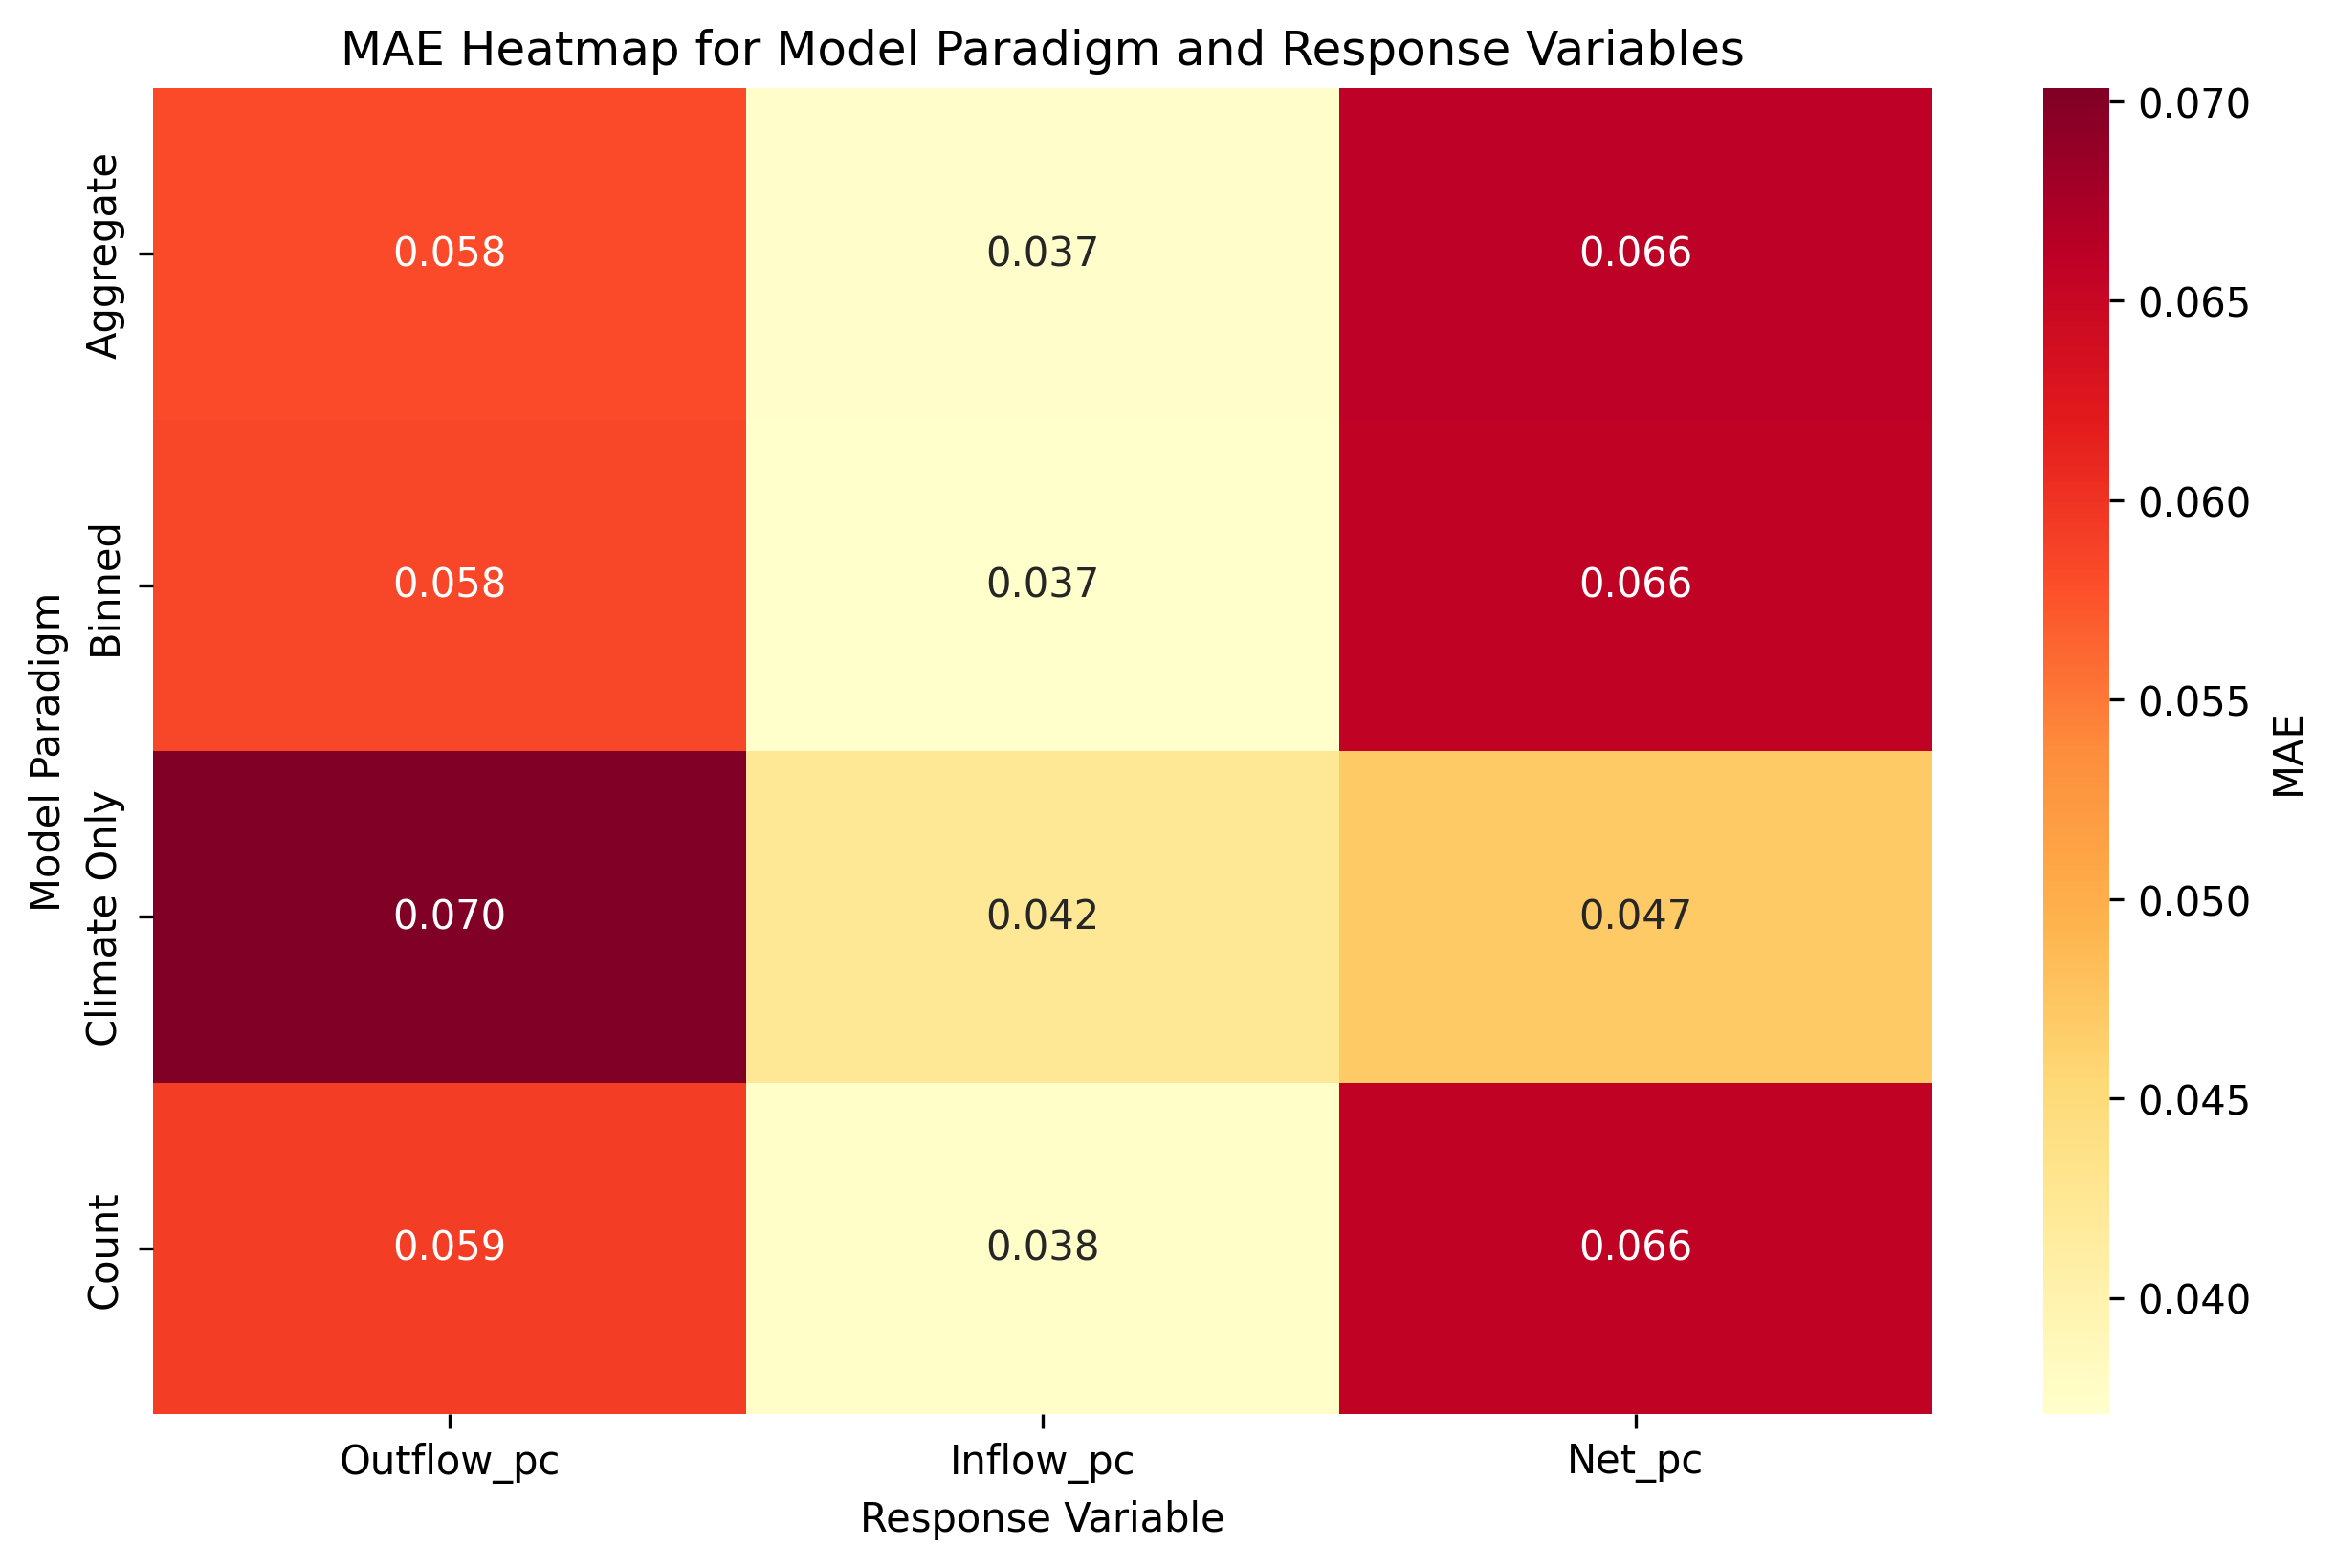 MAE Heatmap for Model Paradigm and Response Variables
Model Paradigm
Aggregate
0.058 0.037 0.066
Binned
0.058 0.037 0.066
Climate Only
0.070 0.042 0.047
Count
0.059 0.038 0.066
Outflow_pc Inflow_pc Net_pc
Response Variable
0.070
0.065
0.060
0.055
0.050
0.045
0.040
MAE